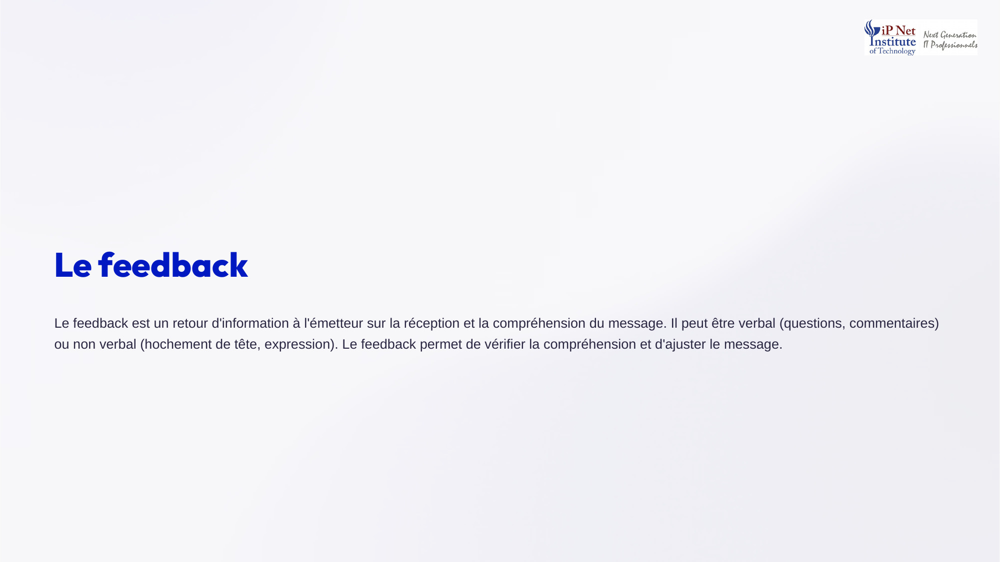 iP Net
Institute
of Technology
Next Generation
IT Professionnels
Le feedback
Le feedback est un retour d'information à l'émetteur sur la réception et la compréhension du message. Il peut être verbal (questions, commentaires)
ou non verbal (hochement de tête, expression). Le feedback permet de vérifier la compréhension et d'ajuster le message.